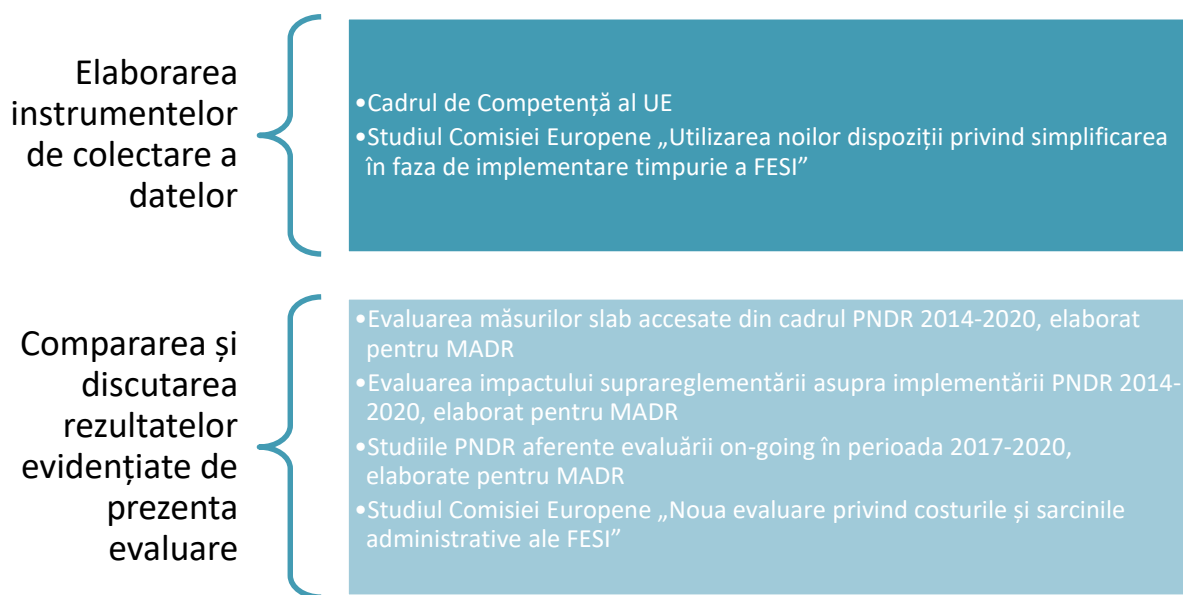 Elaborarea
instrumentelor
de colectare a
datelor
•Cadrul de Competență al UE
•Studiul Comisiei Europene „Utilizarea noilor dispoziții privind simplificarea
în faza de implementare timpurie a FESI”
Compararea și
discutarea
rezultatelor
evidențiate de
prezenta
evaluare
•Evaluarea măsurilor slab accesate din cadrul PNDR 2014-2020, elaborat
pentru MADR
•Evaluarea impactului suprareglementării asupra implementării PNDR 2014-
2020, elaborat pentru MADR
•Studiile PNDR aferente evaluării on-going în perioada 2017-2020,
elaborate pentru MADR
•Studiul Comisiei Europene „Noua evaluare privind costurile și sarcinile
administrative ale FESI”